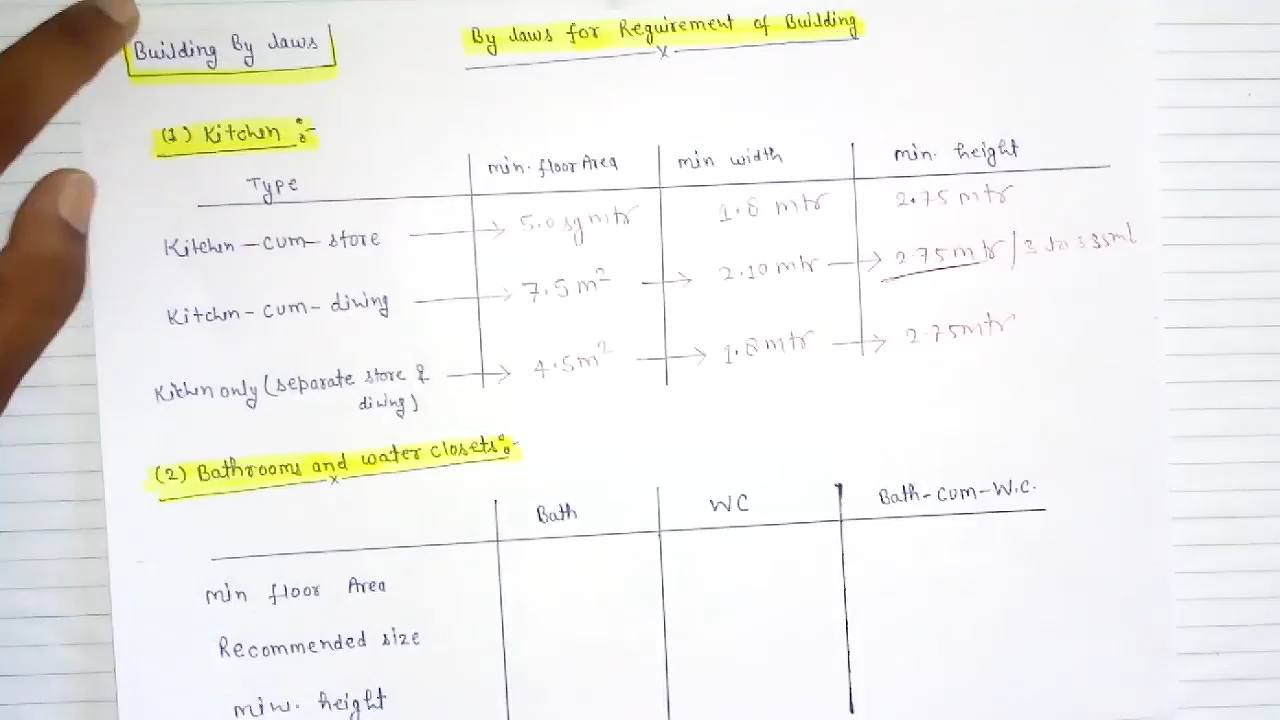 Building By laws
By laws for Requirement of Building
(1) Kitchen :-
Type min. floor Area min width min. height
Kitchen-cum-store → 5.0 sq mtr 1.8 mtr 2.75 mtr
Kitchen-cum-dining → 7.5 m² → 2.10 mtr → 2.75 mtr / 3 to
Kitchn only (separate store & → 4.5 m² → 1.8 mtr → 2.75 mtr
dining)
(2) Bathrooms and water closets:-
Bath WC Bath-cum-W.C.
Min floor Area
Recommended size
min. height